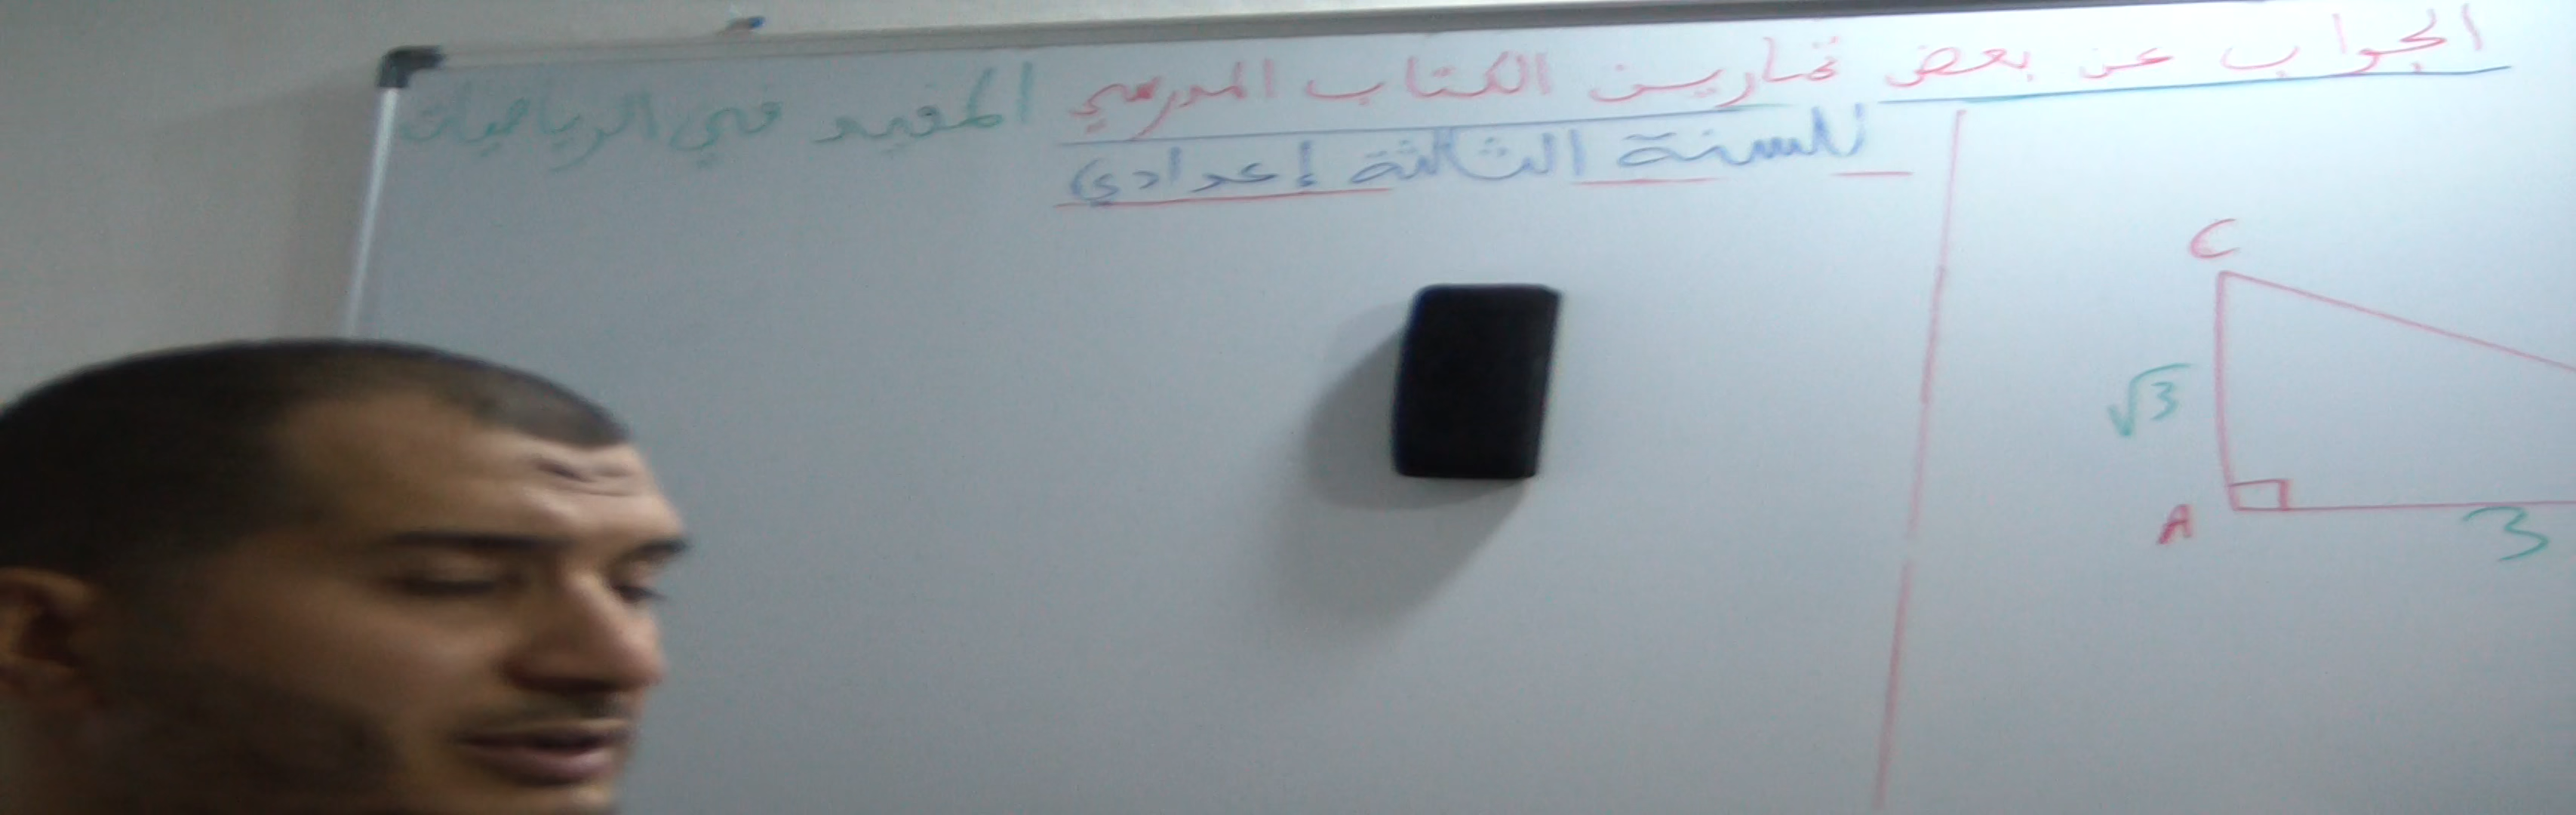 الجواب عن بعض تمارين الكتاب المدرسي المفيد في الرياضيات
للسنة الثالثة إعدادي
C
√3
A
3